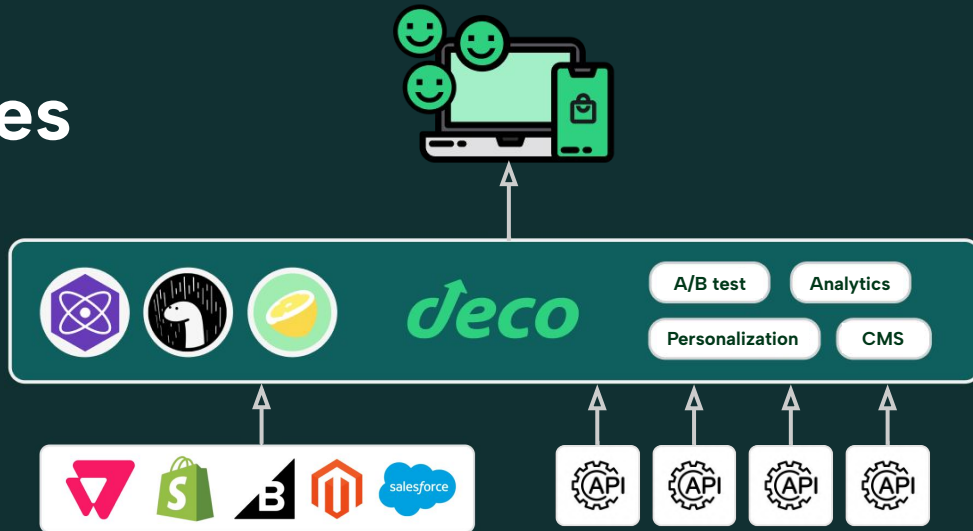 es
deco
A/B test
Analytics
Personalization
CMS
S
B
salesforce
API
API
API
API